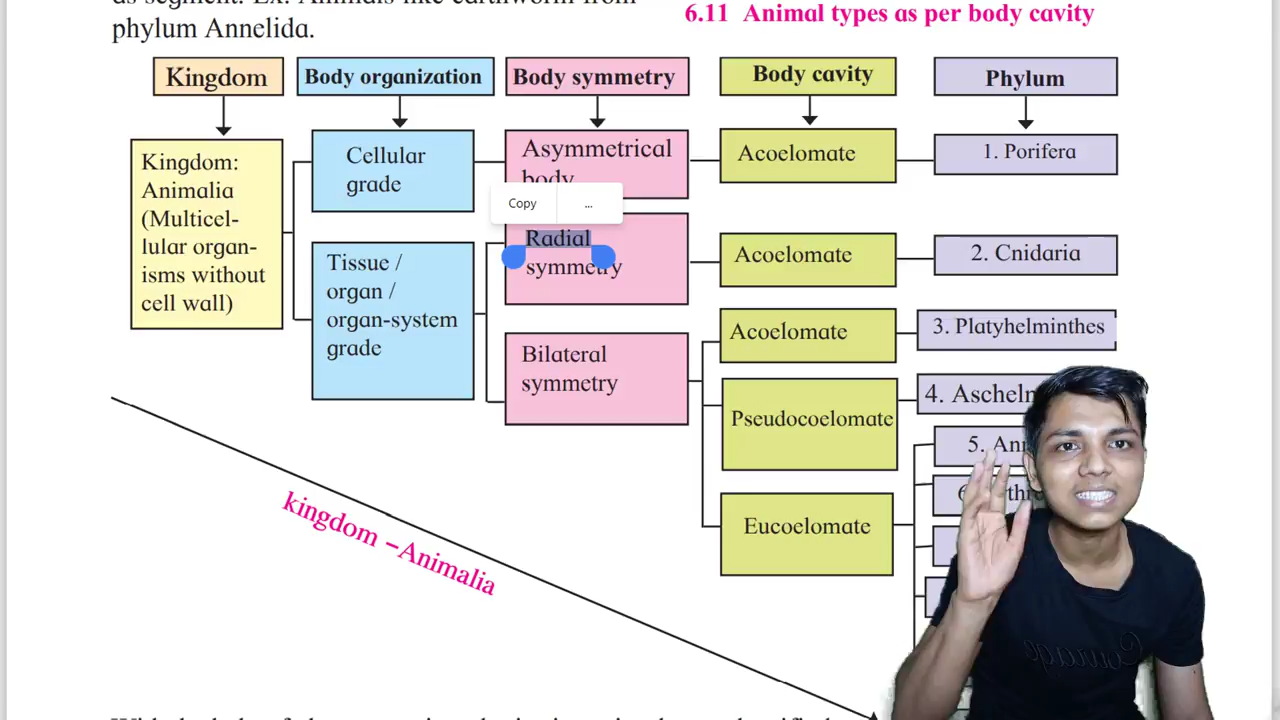 phylum Annelida.
6.11 Animal types as per body cavity
Kingdom
Body organization
Body symmetry
Body cavity
Phylum
Kingdom:
Animalia
(Multicel-
lular organ-
isms without
cell wall)
Cellular
grade
Tissue /
organ /
organ-system
grade
Asymmetrical
body
Copy
...
Radial
symmetry
Bilateral
symmetry
Acoelomate
Acoelomate
Acoelomate
Pseudocoelomate
Eucoelomate
1. Porifera
2. Cnidaria
3. Platyhelminthes
4.
5.
kingdom –Animalia
Courage